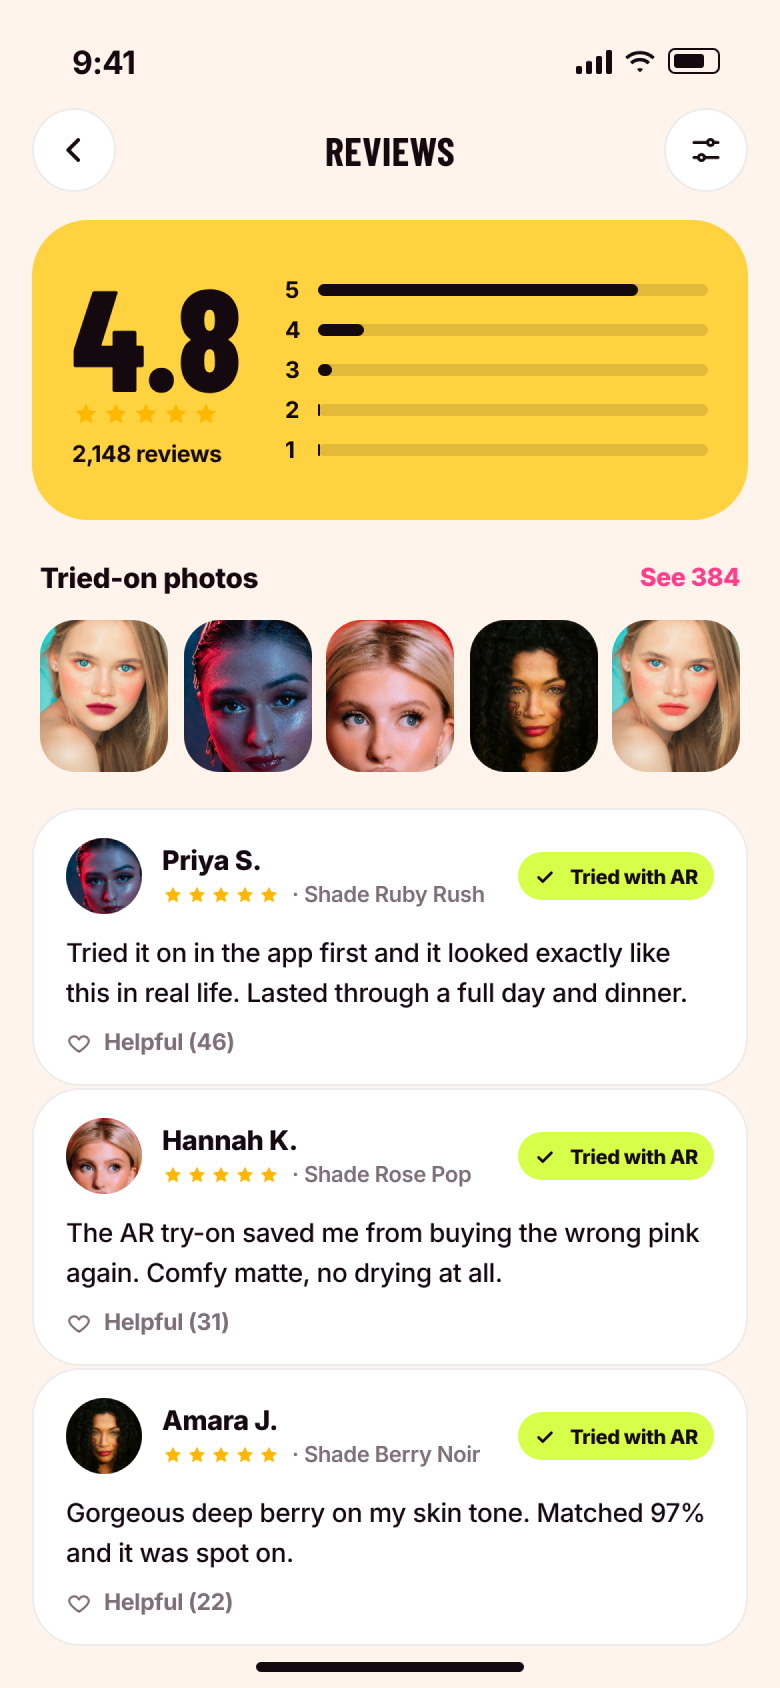 9:41
REVIEWS
4.8
2,148 reviews
5
4
3
2
1
Tried-on photos
See 384
Priya S.
· Shade Ruby Rush
Tried with AR
Tried it on in the app first and it looked exactly like
this in real life. Lasted through a full day and dinner.
Helpful (46)
Hannah K.
· Shade Rose Pop
Tried with AR
The AR try-on saved me from buying the wrong pink
again. Comfy matte, no drying at all.
Helpful (31)
Amara J.
· Shade Berry Noir
Tried with AR
Gorgeous deep berry on my skin tone. Matched 97%
and it was spot on.
Helpful (22)